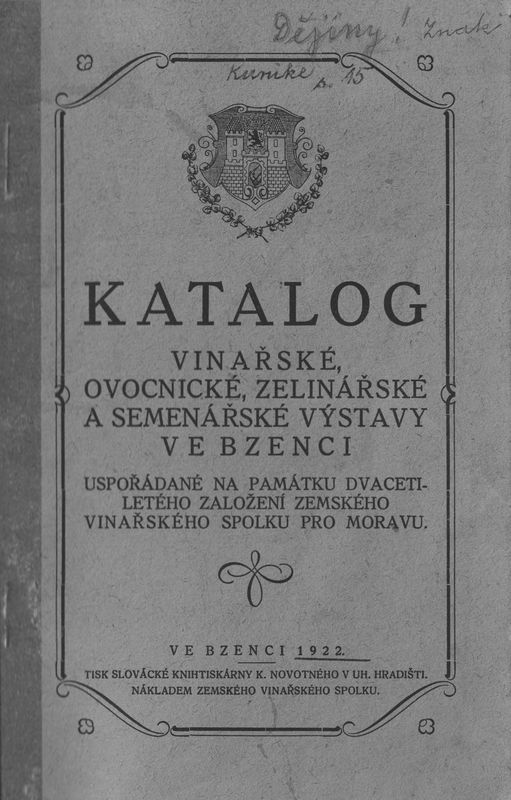 Dějiny! Znak
Kunike s. 15
KATALOG
VINAŘSKÉ,
OVOCNICKÉ, ZELINÁŘSKÉ
A SEMENÁŘSKÉ VÝSTAVY
VE BZENCI
USPOŘÁDANÉ NA PAMÁTKU DVACETI-
LETÉHO ZALOŽENÍ ZEMSKÉHO
VINAŘSKÉHO SPOLKU PRO MORAVU.
VE BZENCI 1922.
TISK SLOVÁCKÉ KNIHTISKÁRNY K. NOVOTNÉHO V UH. HRADIŠTI.
NÁKLADEM ZEMSKÉHO VINAŘSKÉHO SPOLKU.